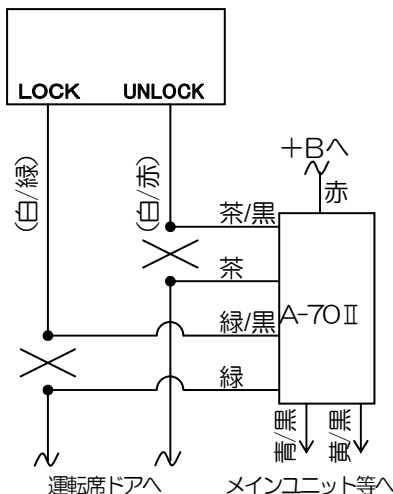 LOCK UNLOCK
(白/緑)
(白/赤)
+Bへ
赤
茶/黒
茶
A-70Ⅱ
緑/黒
緑
青/黒
黄/黒
運転席ドアへ
メインユニット等へ